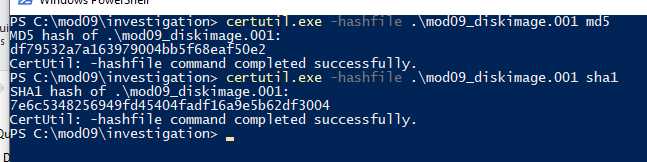 Windows PowerShell
PS C:\mod09\investigation> certutil.exe -hashfile .\mod09_diskimage.001 md5
MD5 hash of .\mod09_diskimage.001:
df79532a7a163979004bb5f68eaf50e2
CertUtil: -hashfile command completed successfully.
PS C:\mod09\investigation> certutil.exe -hashfile .\mod09_diskimage.001 sha1
SHA1 hash of .\mod09_diskimage.001:
7e6c5348256949fd45404fadf16a9e5b62df3004
CertUtil: -hashfile command completed successfully.
PS C:\mod09\investigation>